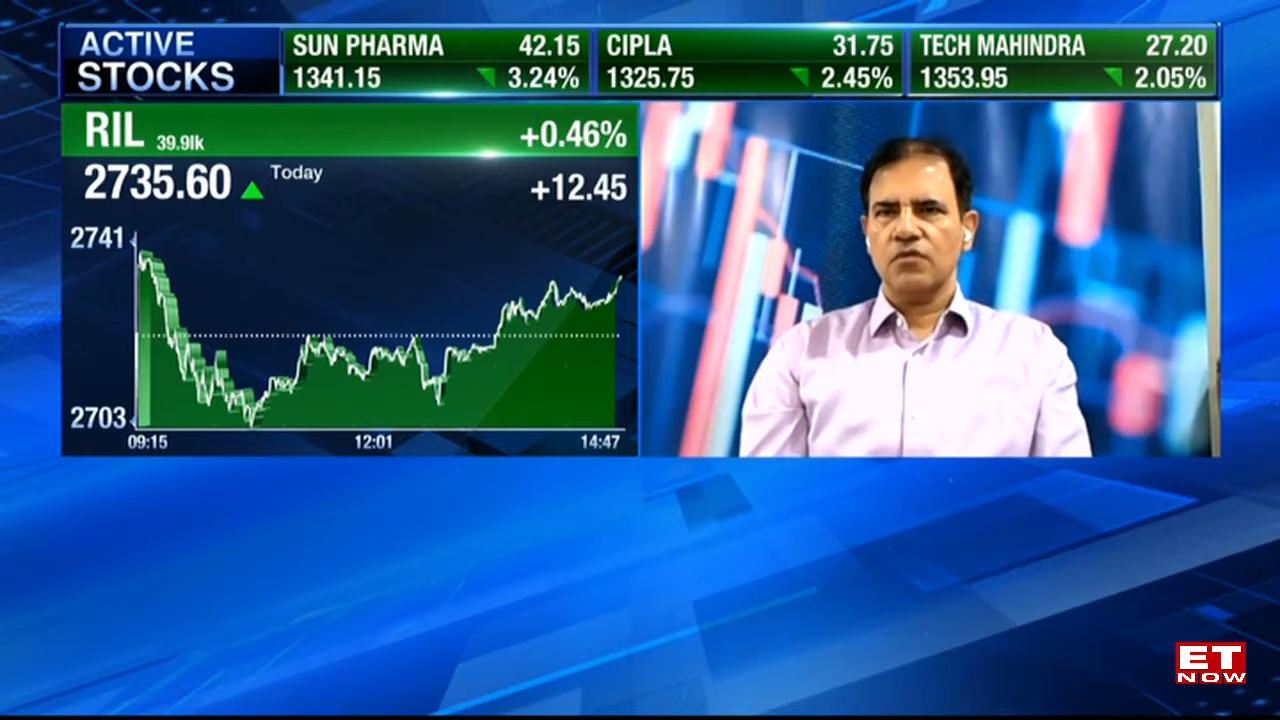 ACTIVE
STOCKS
SUN PHARMA 42.15
1341.15 3.24%
CIPLA 31.75
1325.75 2.45%
TECH MAHINDRA 27.20
1353.95 2.05%
RIL 39.9lk +0.46%
2735.60 Today +12.45
2741
2703
09:15 12:01 14:47
ET
NOW